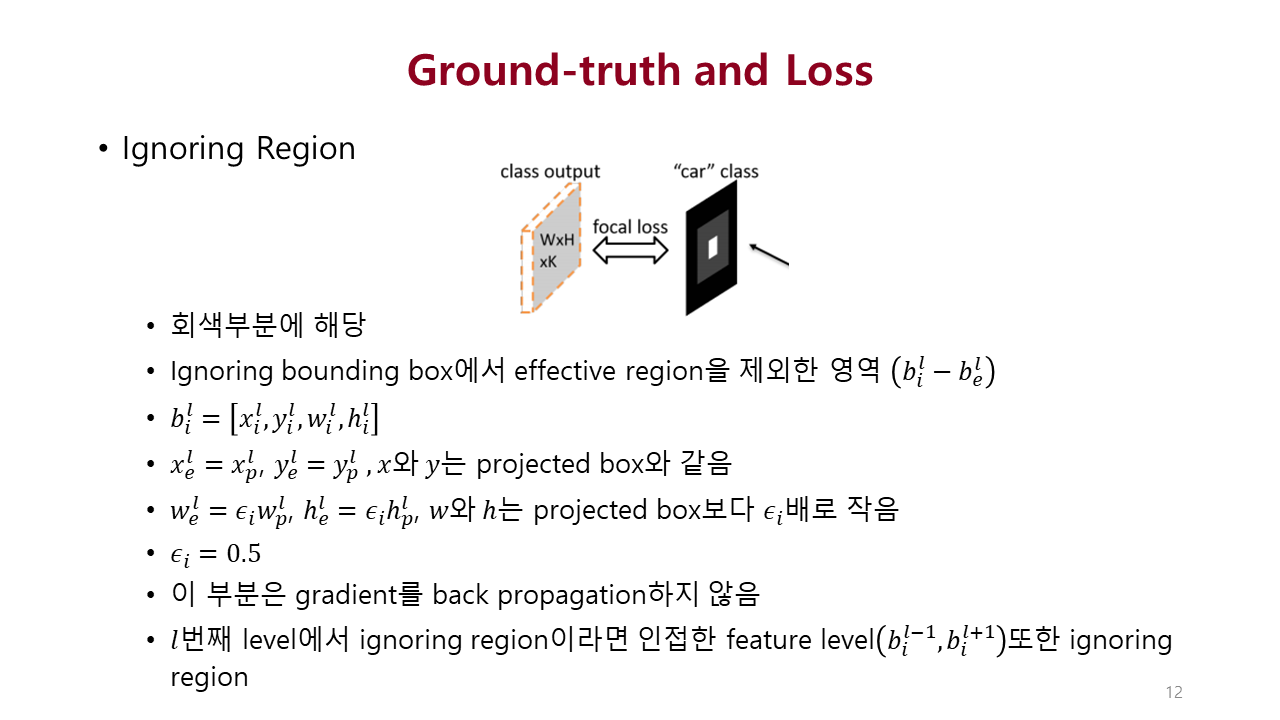 Ground-truth and Loss
• Ignoring Region
class output
"car" class
focal loss
WxH
xK
• 회색부분에 해당
• Ignoring bounding box에서 effective region을 제외한 영역 $(b_i^l - b_e^l)$
• $b_i^l = [x_i^l, y_i^l, w_i^l, h_i^l]$
• $x_e^l = x_p^l$, $y_e^l = y_p^l$ , $x$와 $y$는 projected box와 같음
• $w_e^l = \epsilon_i w_p^l$, $h_e^l = \epsilon_i h_p^l$, $w$와 $h$는 projected box보다 $\epsilon_i$배로 작음
• $\epsilon_i = 0.5$
• 이 부분은 gradient를 back propagation하지 않음
• $l$번째 level에서 ignoring region이라면 인접한 feature level$(b_i^{l-1}, b_i^{l+1})$또한 ignoring
region
12